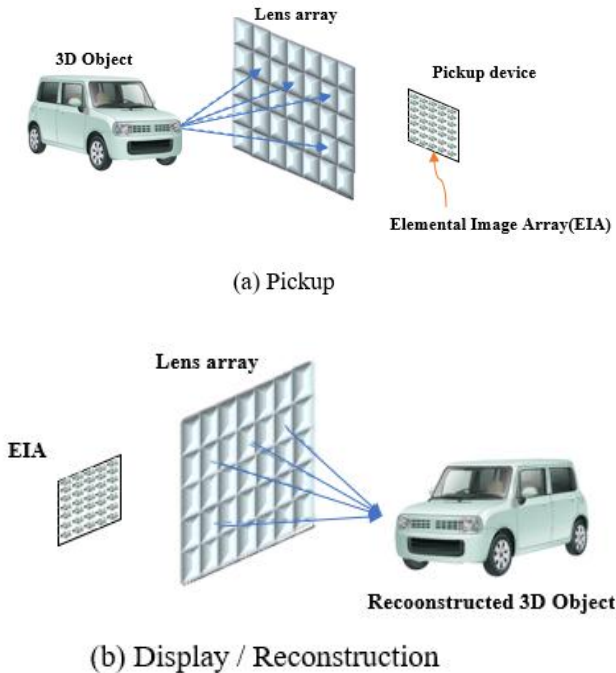 Lens array
3D Object
Pickup device
Elemental Image Array(EIA)
(a) Pickup
Lens array
EIA
Recoonstructed 3D Object
(b) Display / Reconstruction